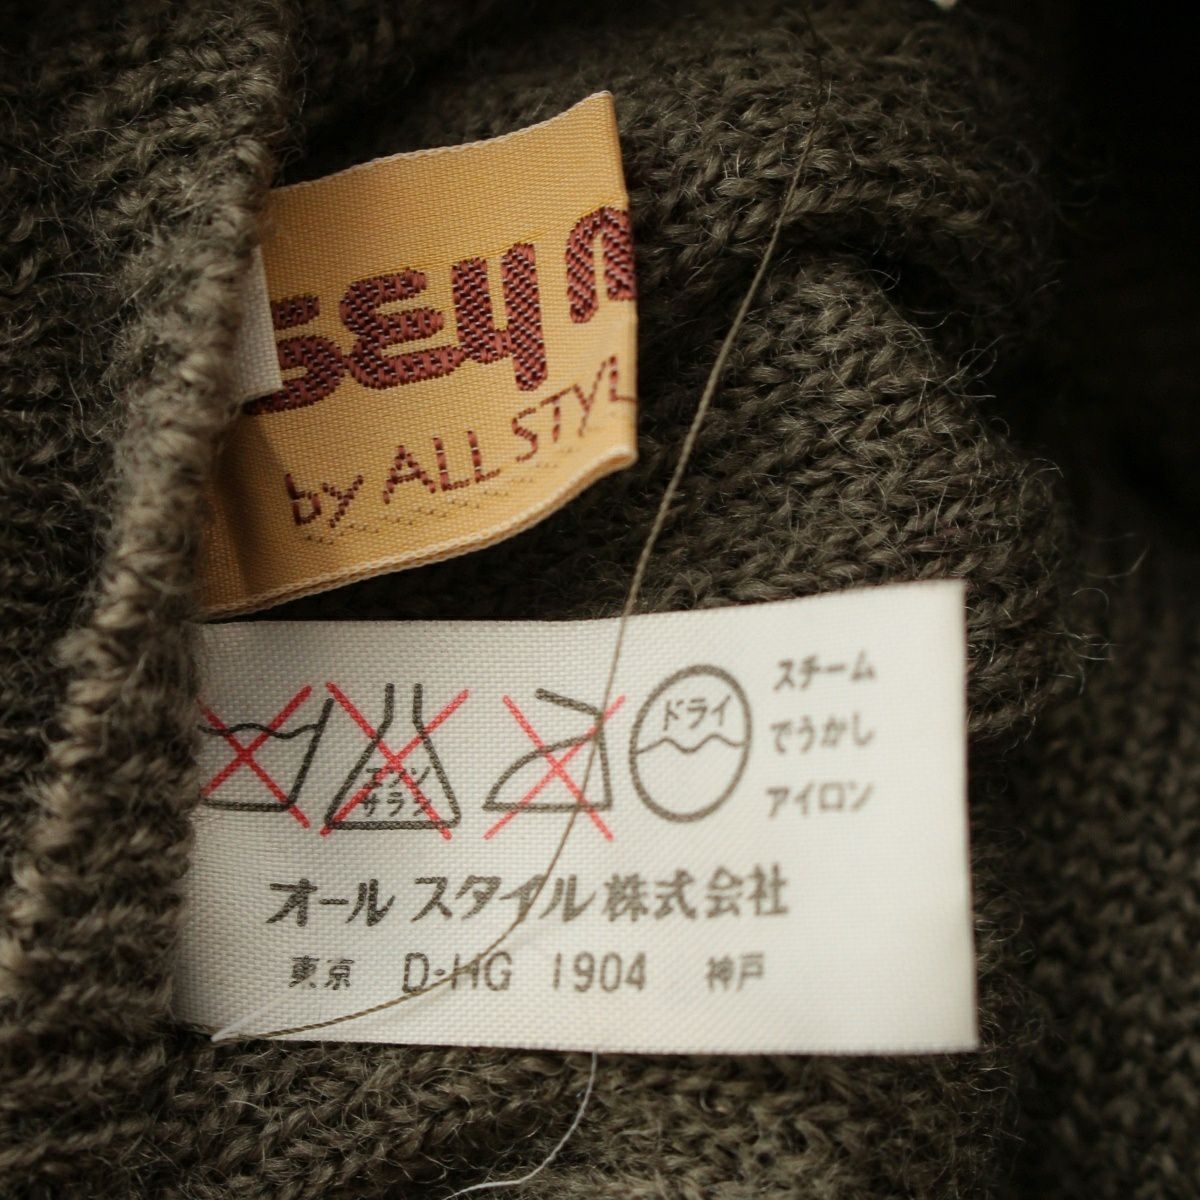 by ALL STYL
エンソ
サラシ
ドライ
スチーム
でうかし
アイロン
オールスタイル株式会社
東京 D-HG 1904 神戸